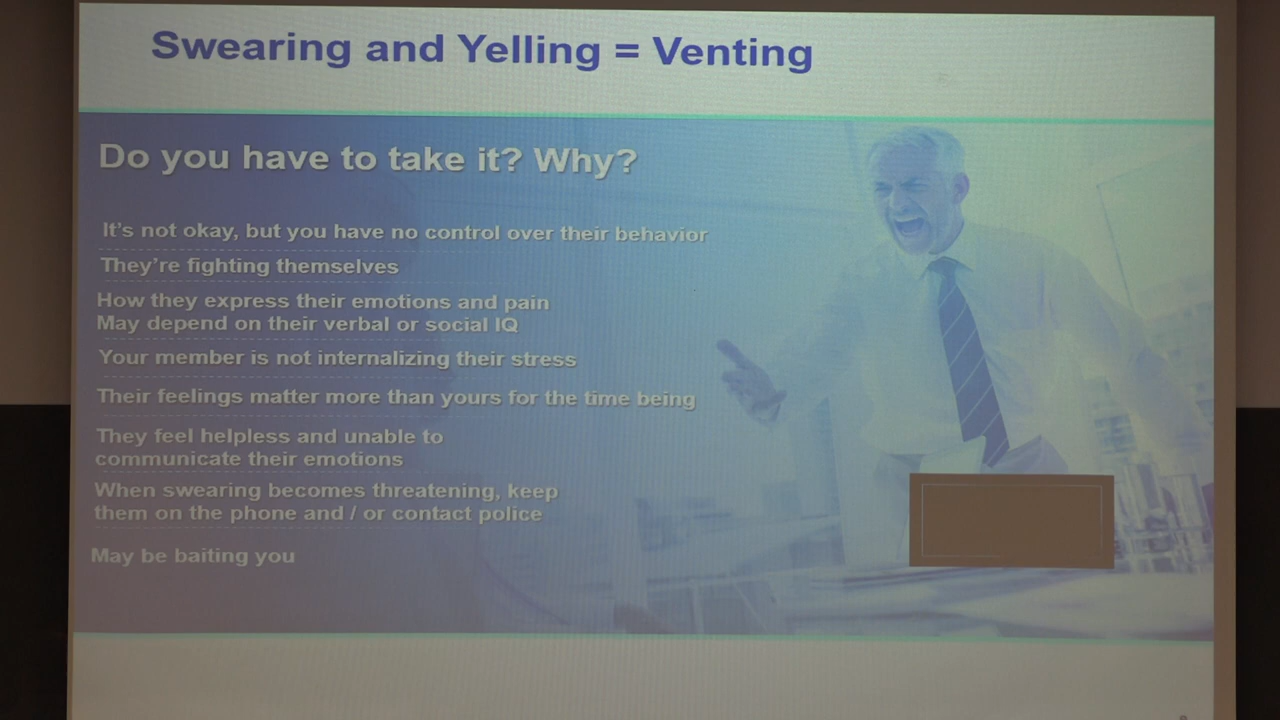 Swearing and Yelling = Venting
Do you have to take it? Why?
It's not okay, but you have no control over their behavior
They're fighting themselves
How they express their emotions and pain
May depend on their verbal or social IQ
Your member is not internalizing their stress
Their feelings matter more than yours for the time being
They feel helpless and unable to
communicate their emotions
When swearing becomes threatening, keep
them on the phone and / or contact police
May be baiting you